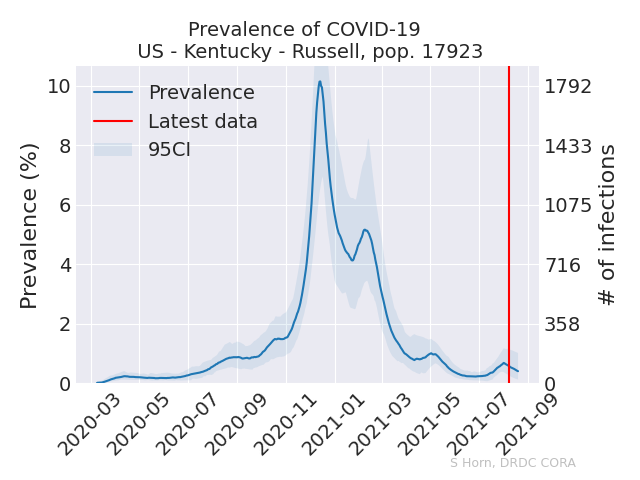 Prevalence of COVID-19
US - Kentucky - Russell, pop. 17923
Prevalence
Latest data
95CI
Prevalence (%)
10
8
6
4
2
0
1792
1433
1075
716
358
0
# of infections
2020-03
2020-05
2020-07
2020-09
2020-11
2021-01
2021-03
2021-05
2021-07
2021-09
S Horn, DRDC CORA